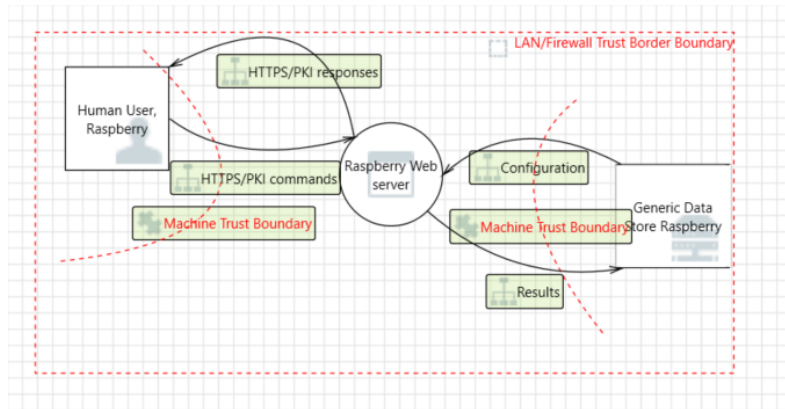 LAN/Firewall Trust Border Boundary
HTTPS/PKI responses
Human User,
Raspberry
HTTPS/PKI commands
Machine Trust Boundary
Raspberry Web
server
Configuration
Generic Data
Store Raspberry
Machine Trust Boundary
Results